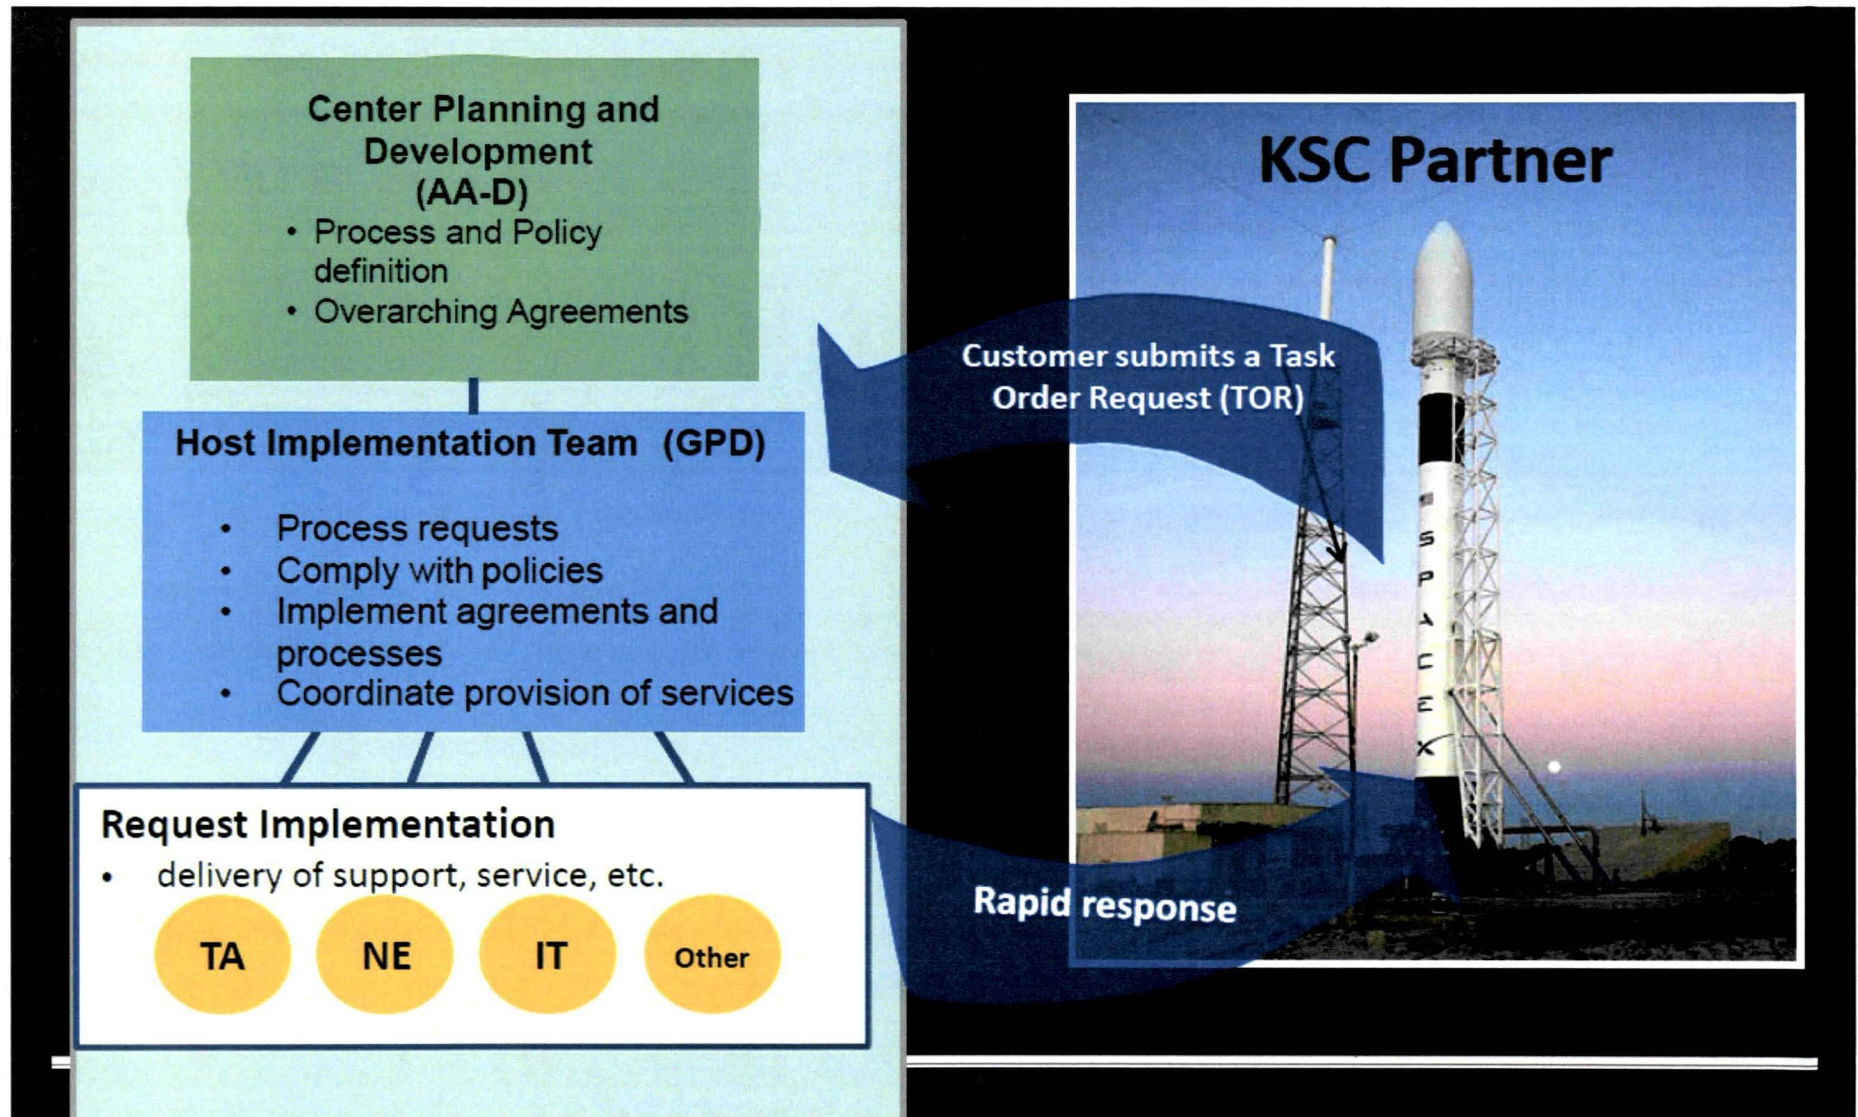 Center Planning and
Development
(AA-D)
• Process and Policy
definition
• Overarching Agreements
Host Implementation Team (GPD)
• Process requests
• Comply with policies
• Implement agreements and
processes
• Coordinate provision of services
Request Implementation
• delivery of support, service, etc.
TA
NE
IT
Other
KSC Partner
Customer submits a Task
Order Request (TOR)
SPACEX
Rapid response